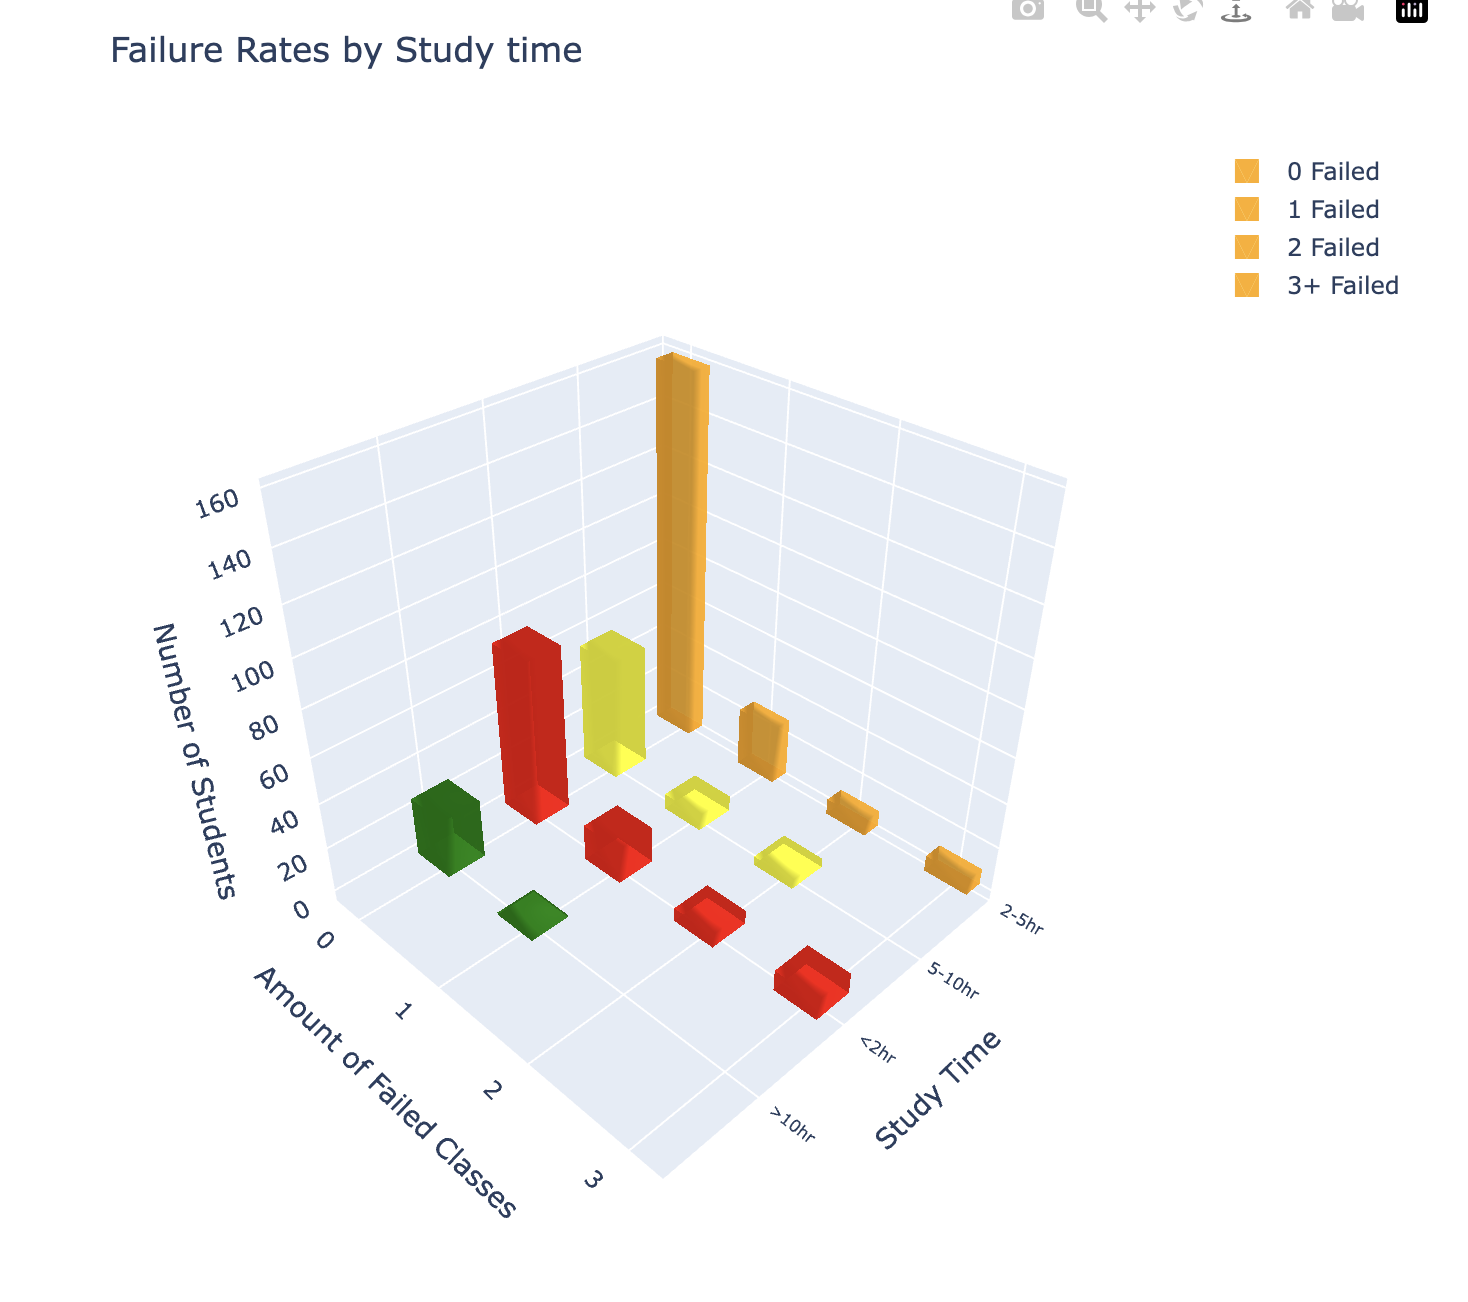 Failure Rates by Study time
0 Failed
1 Failed
2 Failed
3+ Failed
160
140
120
100
80
60
40
20
0
Number of Students
0
1
2
3
Amount of Failed Classes
2-5hr
5-10hr
<2hr
>10hr
Study Time